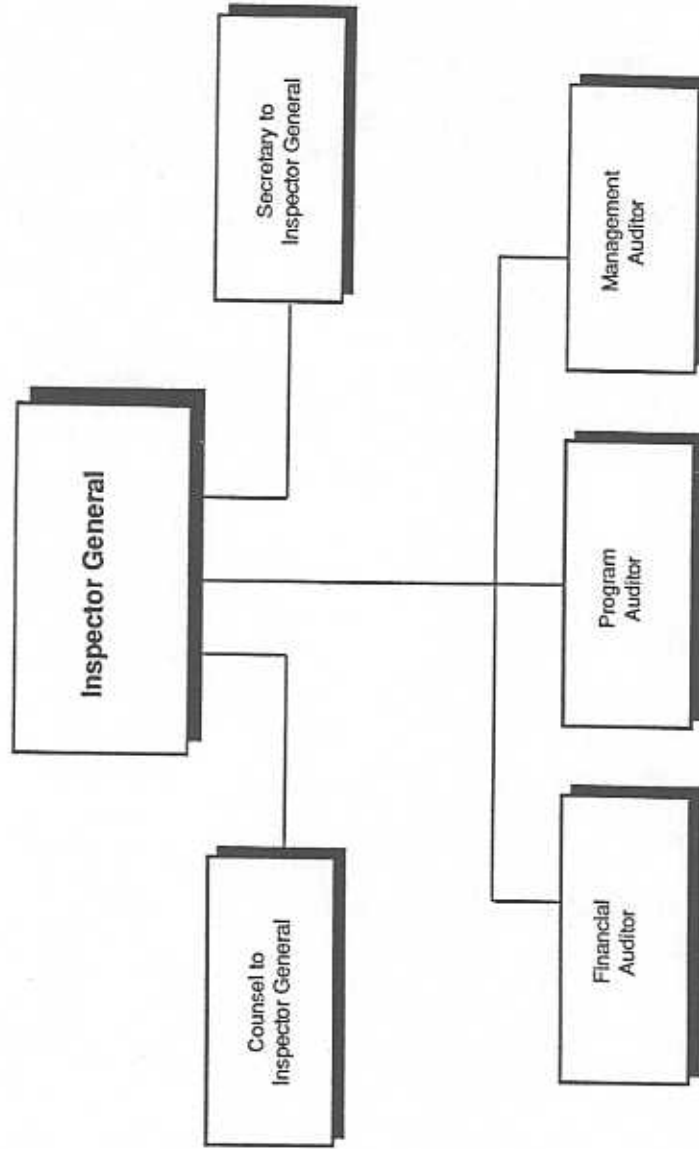 Inspector General
Counsel to
Inspector General
Secretary to
Inspector General
Financial
Auditor
Program
Auditor
Management
Auditor